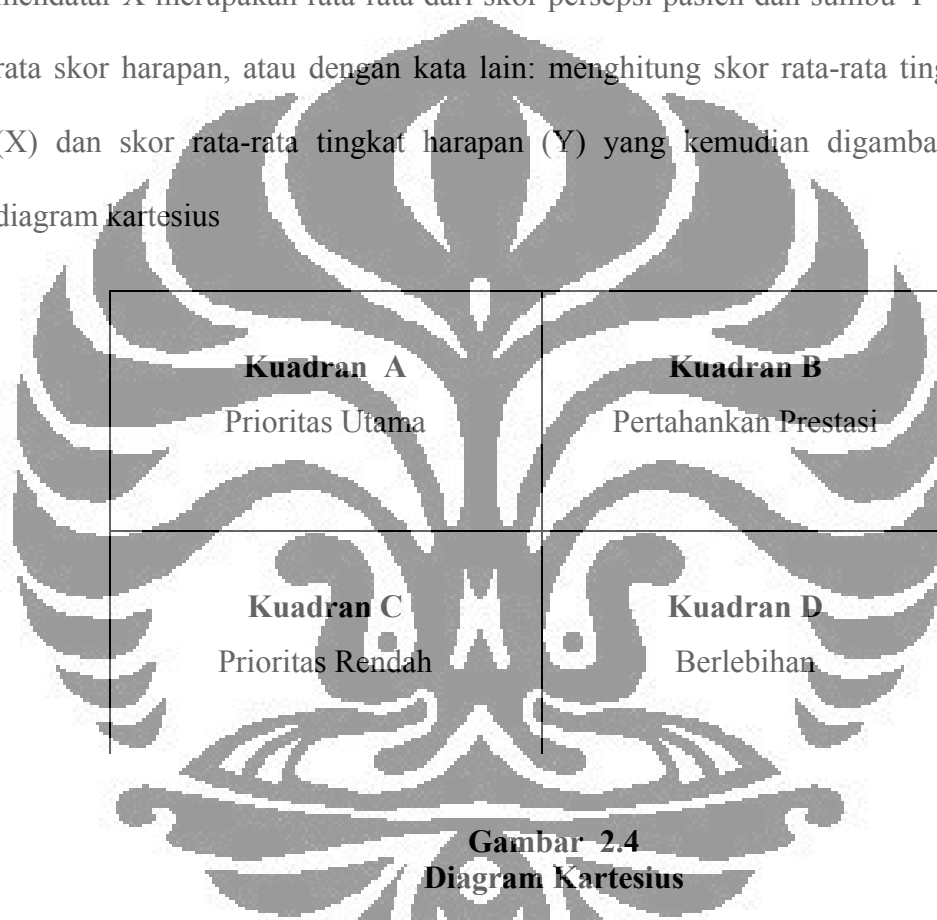 mendatar X merupakan rata-rata dari skor persepsi pasien dan sumbu Y
rata skor harapan, atau dengan kata lain: menghitung skor rata-rata
(X) dan skor rata-rata tingkat harapan (Y) yang kemudian
diagram kartesius
Kuadran A
Kuadran B
Prioritas Utama
Pertahankan Prestasi
Kuadran C
Kuadran D
Prioritas Rendah
Berlebihan
Gambar 2.4
Diagram Kartesius